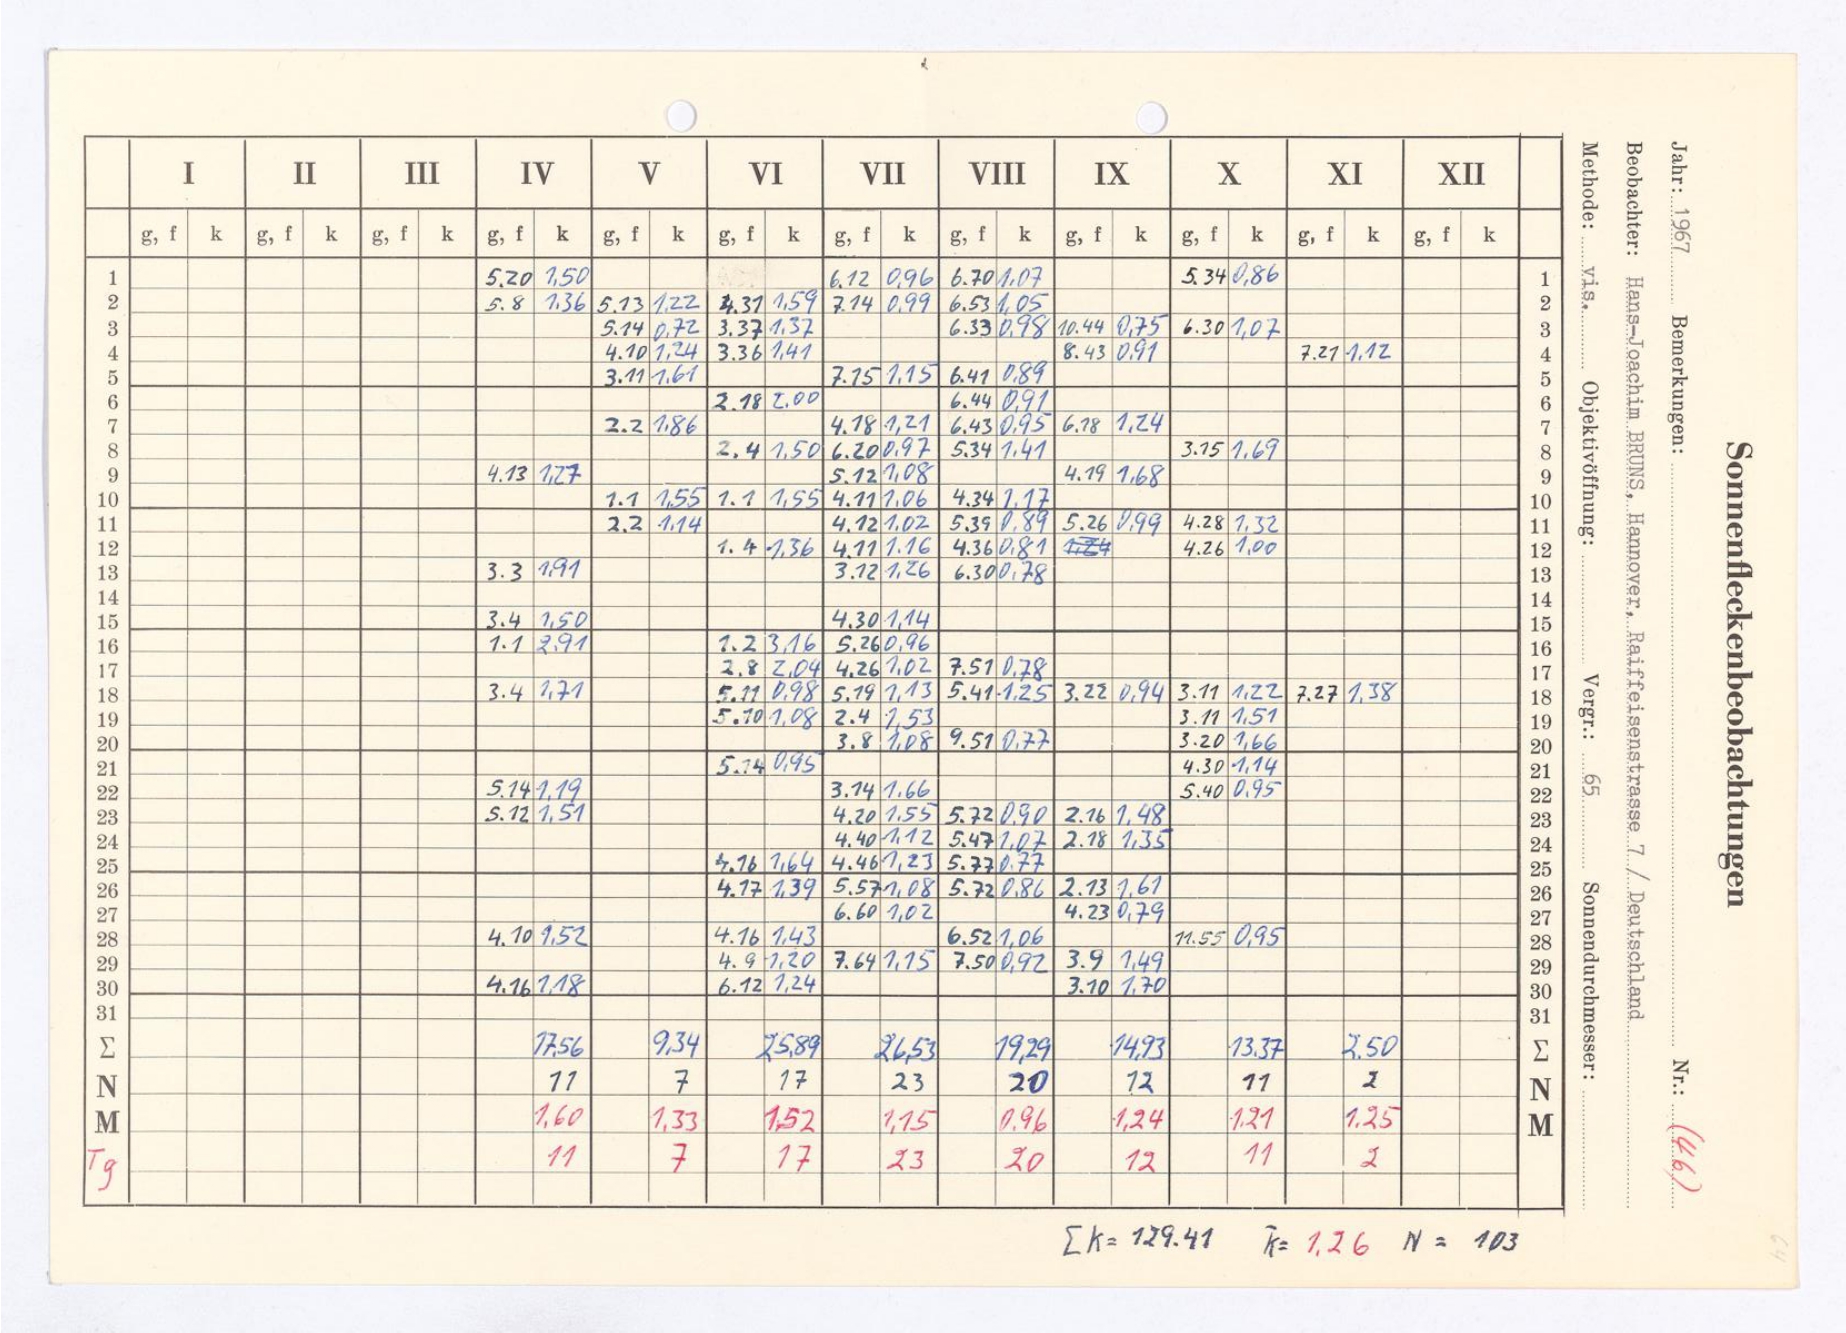 Sonnenfleckenbeobachtungen
Jahr: 1967 Bemerkungen: Nr.: (46)
Beobachter: Hans-Joachim BRUNS, Hannover, Raiffeisenstrasse 7 / Deutschland
Methode: vis. Objektivöffnung: Vergr.: 65 Sonnendurchmesser:
I II III IV V VI VII VIII IX X XI XII
g, f k g, f k g, f k g, f k g, f k g, f k g, f k g, f k g, f k g, f k g, f k g, f k
1 5.20 1,50 6.12 0,96 6.70 1,07 5.34 0,86 1
2 5.8 1,36 5.13 1,22 4.31 1,59 7.14 0,99 6.53 1,05 2
3 5.14 0,72 3.37 1,37 6.33 0,98 10.44 0,75 6.30 1,07 3
4 4.10 1,24 3.36 1,41 8.43 0,91 7.21 1,12 4
5 3.11 1,61 7.15 1,15 6.41 0,89 5
6 2.18 2,00 6.44 0,91 6
7 2.2 1,86 4.18 1,21 6.43 0,95 6.18 1,24 7
8 2.4 1,50 6.20 0,97 5.34 1,41 3.15 1,69 8
9 4.13 1,27 5.12 1,08 4.19 1,68 9
10 1.1 1,55 1.1 1,55 4.11 1,06 4.34 1,17 10
11 2.2 1,14 4.12 1,02 5.39 0,89 5.26 0,99 4.28 1,32 11
12 1.4 1,36 4.11 1.16 4.36 0,81 1,24 4.26 1,00 12
13 3.3 1,91 3.12 1,26 6.30 0,78 13
14 14
15 3.4 1,50 4.30 1,14 15
16 1.1 2,91 1.2 3,16 5.26 0,96 16
17 2.8 2,04 4.26 1,02 7.51 0,78 17
18 3.4 1,71 5.11 0,98 5.19 1,13 5.41 1.25 3.22 0,94 3.11 1,22 7.27 1,38 18
19 5.10 1,08 2.4 1,53 3.11 1,51 19
20 3.8 1,08 9.51 0,77 3.20 1,66 20
21 5.14 0,95 4.30 1,14 21
22 5.14 1,19 3.14 1.66 5.40 0,95 22
23 5.12 1,51 4.20 1,55 5.72 0,90 2.16 1,48 23
24 4.40 1,12 5.47 1,07 2.18 1,35 24
25 4.16 1,64 4.46 1,23 5.77 0.77 25
26 4.17 1,39 5.57 1,08 5.72 0,86 2.13 1,61 26
27 6.60 1,02 4.23 0,79 27
28 4.10 1,52 4.16 1,43 6.52 1,06 11.55 0,95 28
29 4.9 1,20 7.64 1,15 7.50 0,92 3.9 1,49 29
30 4.16 1,18 6.12 1,24 3.10 1,70 30
31 31
Σ 17,56 9,34 25,89 26,53 19,29 14,93 13,37 2,50 Σ
N 11 7 17 23 20 12 11 2 N
M 1,60 1,33 1,52 1,15 0.96 1,24 1,21 1,25 M
Tg 11 7 17 23 20 12 11 2
Σk= 129.41 k̄= 1,26 N = 103
64